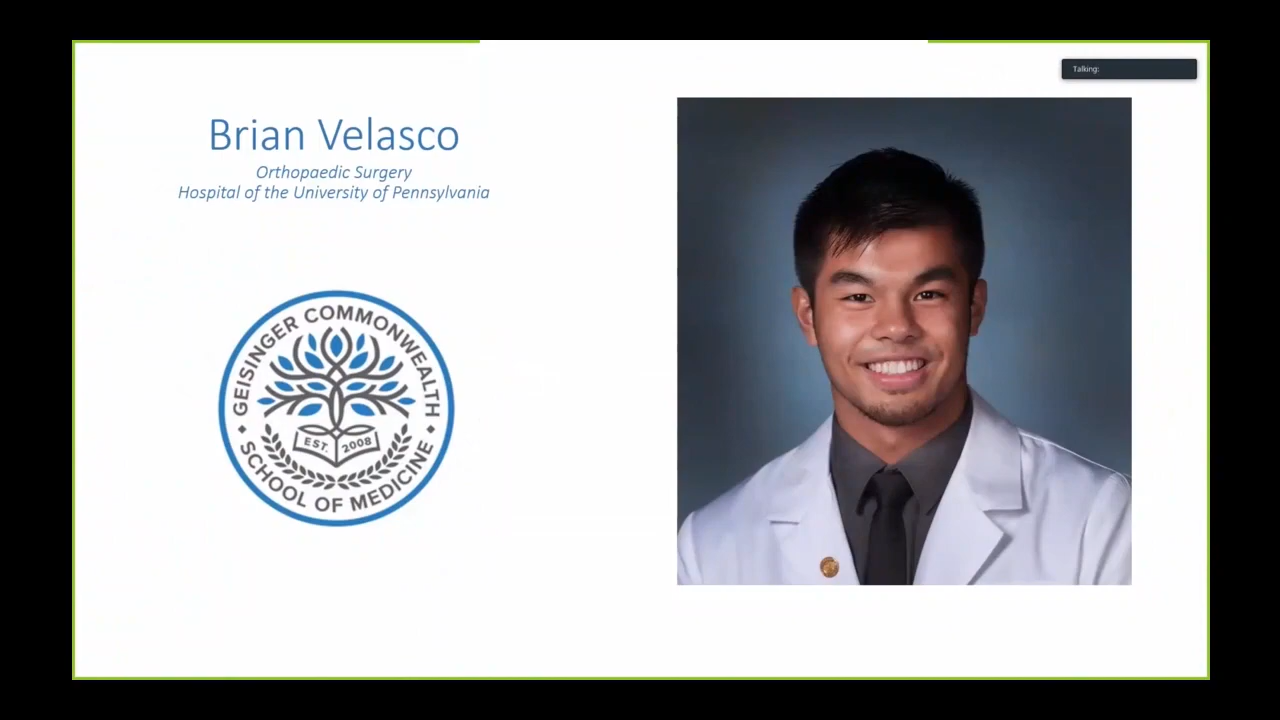 Talking:
Brian Velasco
Orthopaedic Surgery
Hospital of the University of Pennsylvania
GEISINGER COMMONWEALTH
EST. 2008
SCHOOL OF MEDICINE